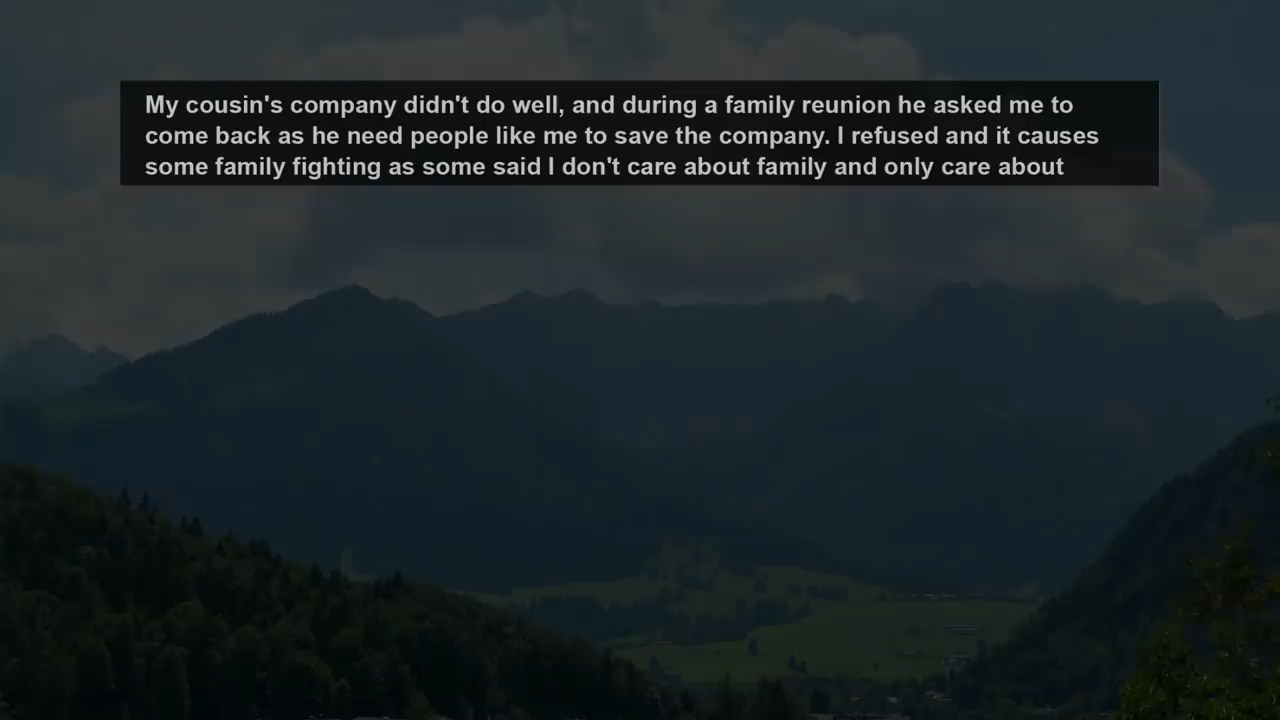 My cousin's company didn't do well, and during a family reunion he asked me to
come back as he need people like me to save the company. I refused and it causes
some family fighting as some said I don't care about family and only care about